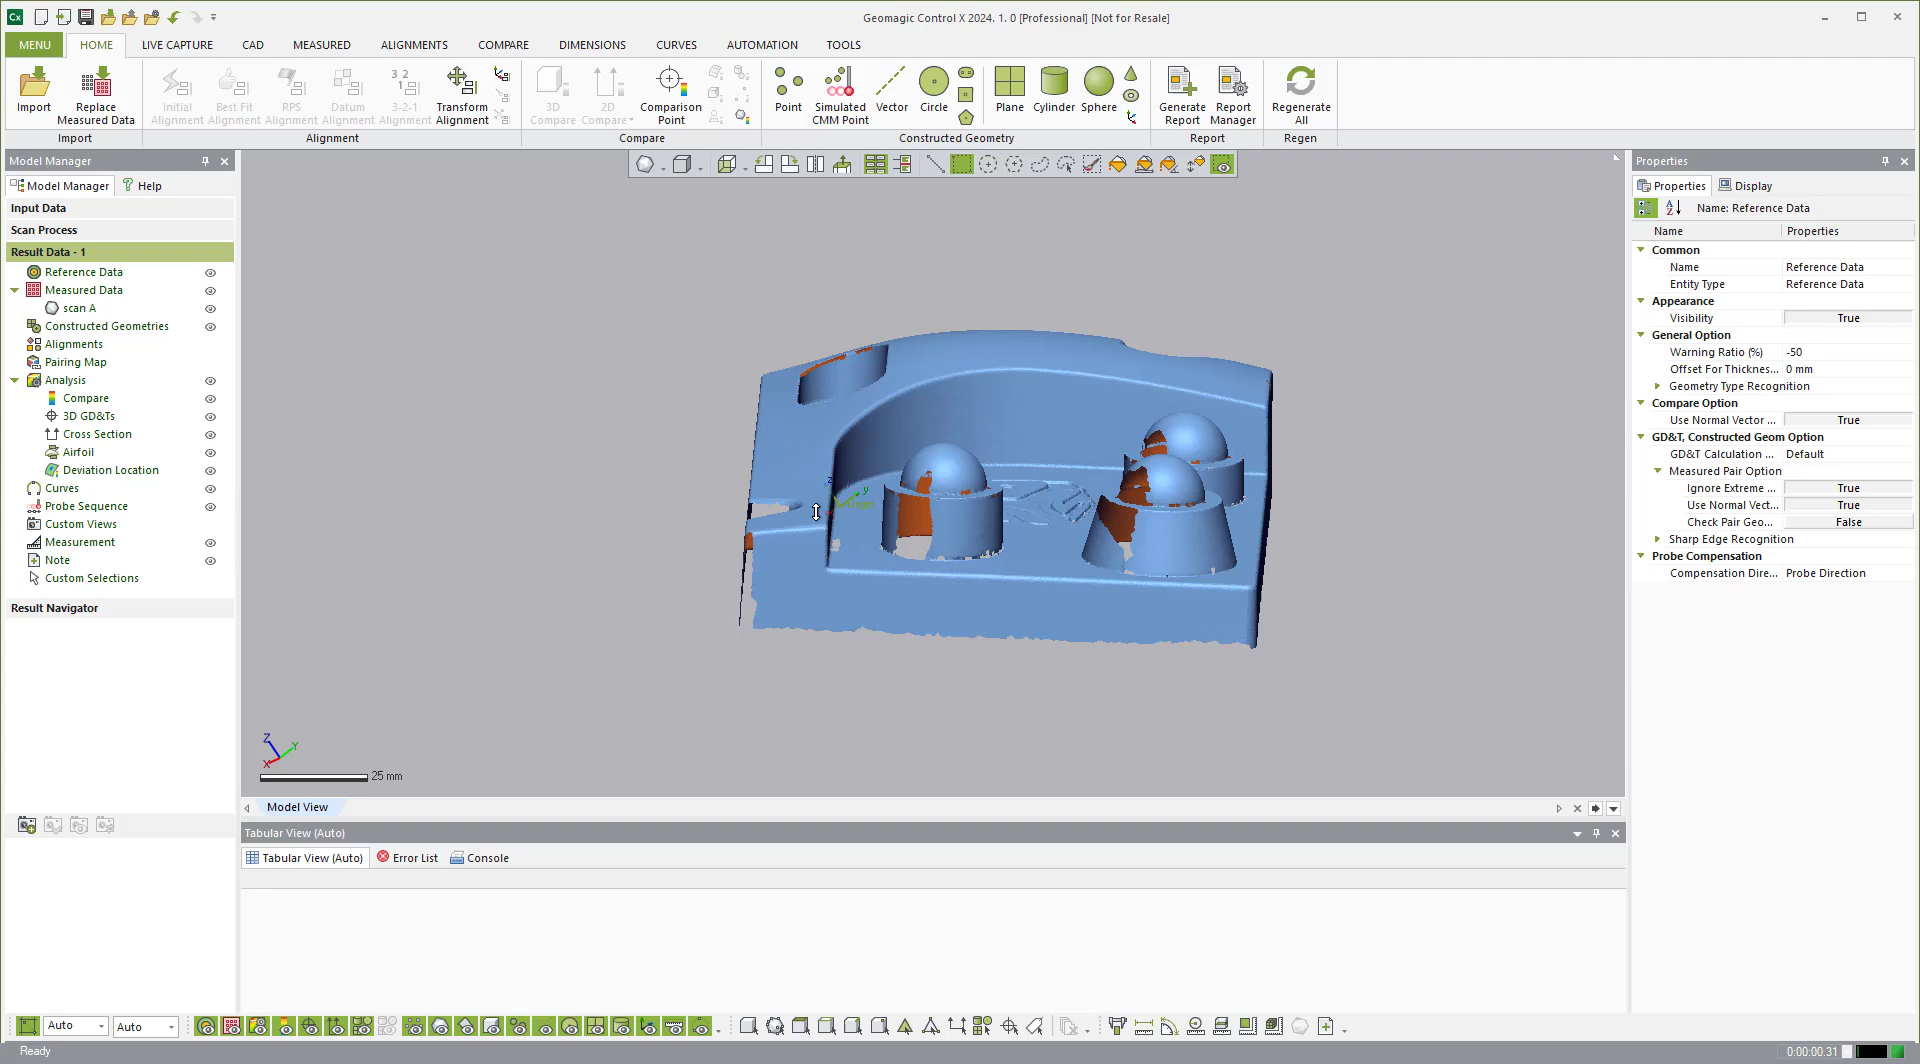 Cx
Geomagic Control X 2024. 1. 0 [Professional] [Not for Resale]
MENU HOME LIVE CAPTURE CAD MEASURED ALIGNMENTS COMPARE DIMENSIONS CURVES AUTOMATION TOOLS
Import
Replace
Measured Data
Initial
Alignment
Best Fit
Alignment
RPS
Alignment
Datum
Alignment
3-2-1
Alignment
Transform
Alignment
3D
Compare
2D
Compare
Comparison
Point
Point
Simulated
CMM Point
Vector
Circle
Plane
Cylinder
Sphere
Generate
Report
Report
Manager
Regenerate
All
Import Alignment Compare Constructed Geometry Report Regen
Model Manager
Model Manager Help
Input Data
Scan Process
Result Data - 1
Reference Data
Measured Data
scan A
Constructed Geometries
Alignments
Pairing Map
Analysis
Compare
3D GD&Ts
Cross Section
Airfoil
Deviation Location
Curves
Probe Sequence
Custom Views
Measurement
Note
Custom Selections
Result Navigator
z
y
Origin
Z
Y
X
25 mm
Model View
Tabular View (Auto)
Tabular View (Auto) Error List Console
Properties
Properties Display
Name: Reference Data
Name Properties
Common
Name Reference Data
Entity Type Reference Data
Appearance
Visibility True
General Option
Warning Ratio (%) -50
Offset For Thicknes... 0 mm
Geometry Type Recognition
Compare Option
Use Normal Vector ... True
GD&T, Constructed Geom Option
GD&T Calculation ... Default
Measured Pair Option
Ignore Extreme ... True
Use Normal Vect... True
Check Pair Geo... False
Sharp Edge Recognition
Probe Compensation
Compensation Dire... Probe Direction
Auto Auto
Ready 0:00:00.31